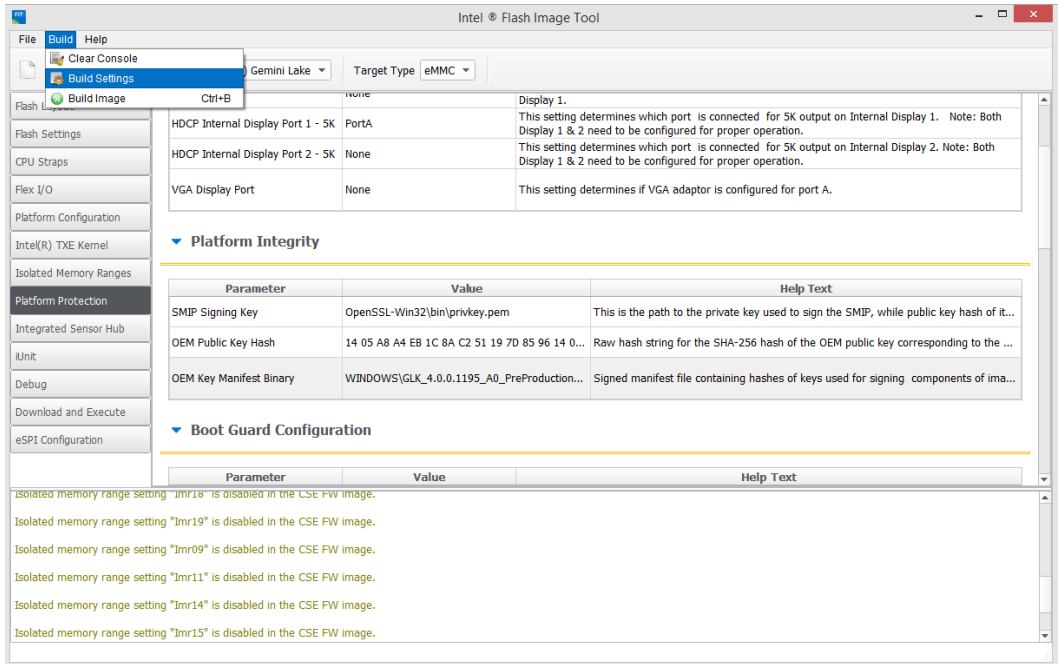 FIT
Intel ® Flash Image Tool
File Build Help
Clear Console
Build Settings
Build Image Ctrl+B
) Gemini Lake
Target Type eMMC
Flash
Flash Settings
CPU Straps
Flex I/O
Platform Configuration
Intel(R) TXE Kernel
Isolated Memory Ranges
Platform Protection
Integrated Sensor Hub
iUnit
Debug
Download and Execute
eSPI Configuration
None
Display 1.
HDCP Internal Display Port 1 - 5K PortA This setting determines which port is connected for 5K output on Internal Display 1. Note: Both
Display 1 & 2 need to be configured for proper operation.
HDCP Internal Display Port 2 - 5K None This setting determines which port is connected for 5K output on Internal Display 2. Note: Both
Display 1 & 2 need to be configured for proper operation.
VGA Display Port None This setting determines if VGA adaptor is configured for port A.
Platform Integrity
Parameter Value Help Text
SMIP Signing Key OpenSSL-Win32\bin\privkey.pem This is the path to the private key used to sign the SMIP, while public key hash of it...
OEM Public Key Hash 14 05 A8 A4 EB 1C 8A C2 51 19 7D 85 96 14 0... Raw hash string for the SHA-256 hash of the OEM public key corresponding to the ...
OEM Key Manifest Binary WINDOWS\GLK_4.0.0.1195_A0_PreProduction... Signed manifest file containing hashes of keys used for signing components of ima...
Boot Guard Configuration
Parameter Value Help Text
Isolated memory range setting "Imr18" is disabled in the CSE FW image.
Isolated memory range setting "Imr19" is disabled in the CSE FW image.
Isolated memory range setting "Imr09" is disabled in the CSE FW image.
Isolated memory range setting "Imr11" is disabled in the CSE FW image.
Isolated memory range setting "Imr14" is disabled in the CSE FW image.
Isolated memory range setting "Imr15" is disabled in the CSE FW image.